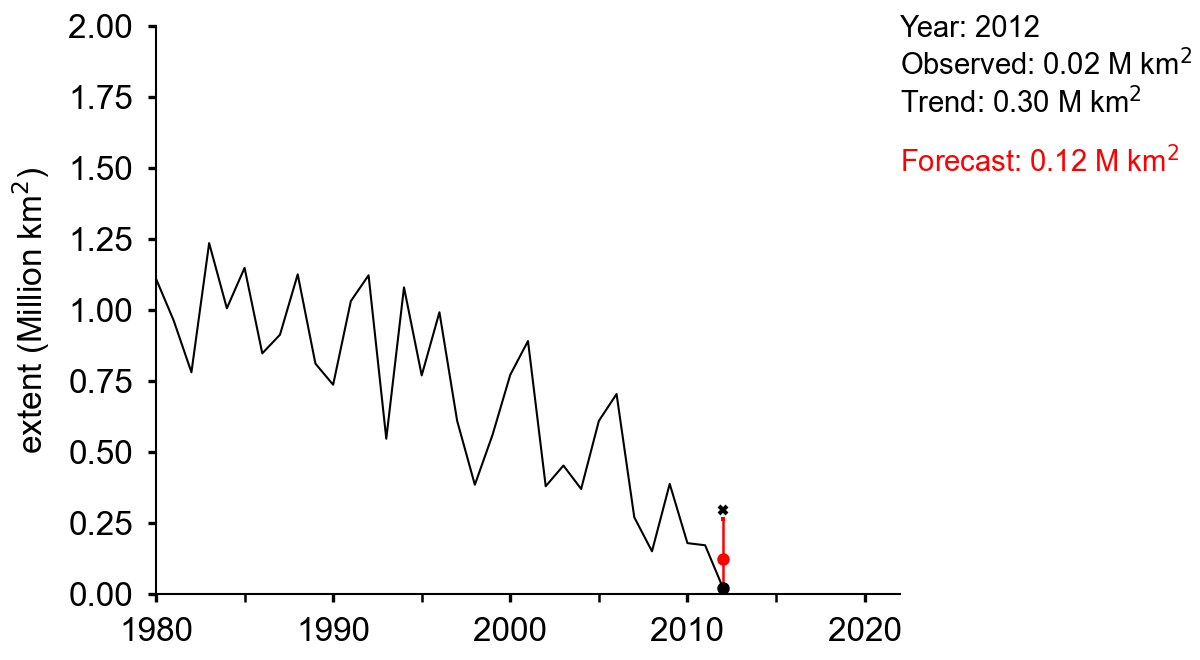 2.00
1.75
1.50
1.25
1.00
0.75
0.50
0.25
0.00
extent (Million km²)
1980
1990
2000
2010
2020
Year: 2012
Observed: 0.02 M km²
Trend: 0.30 M km²
Forecast: 0.12 M km²